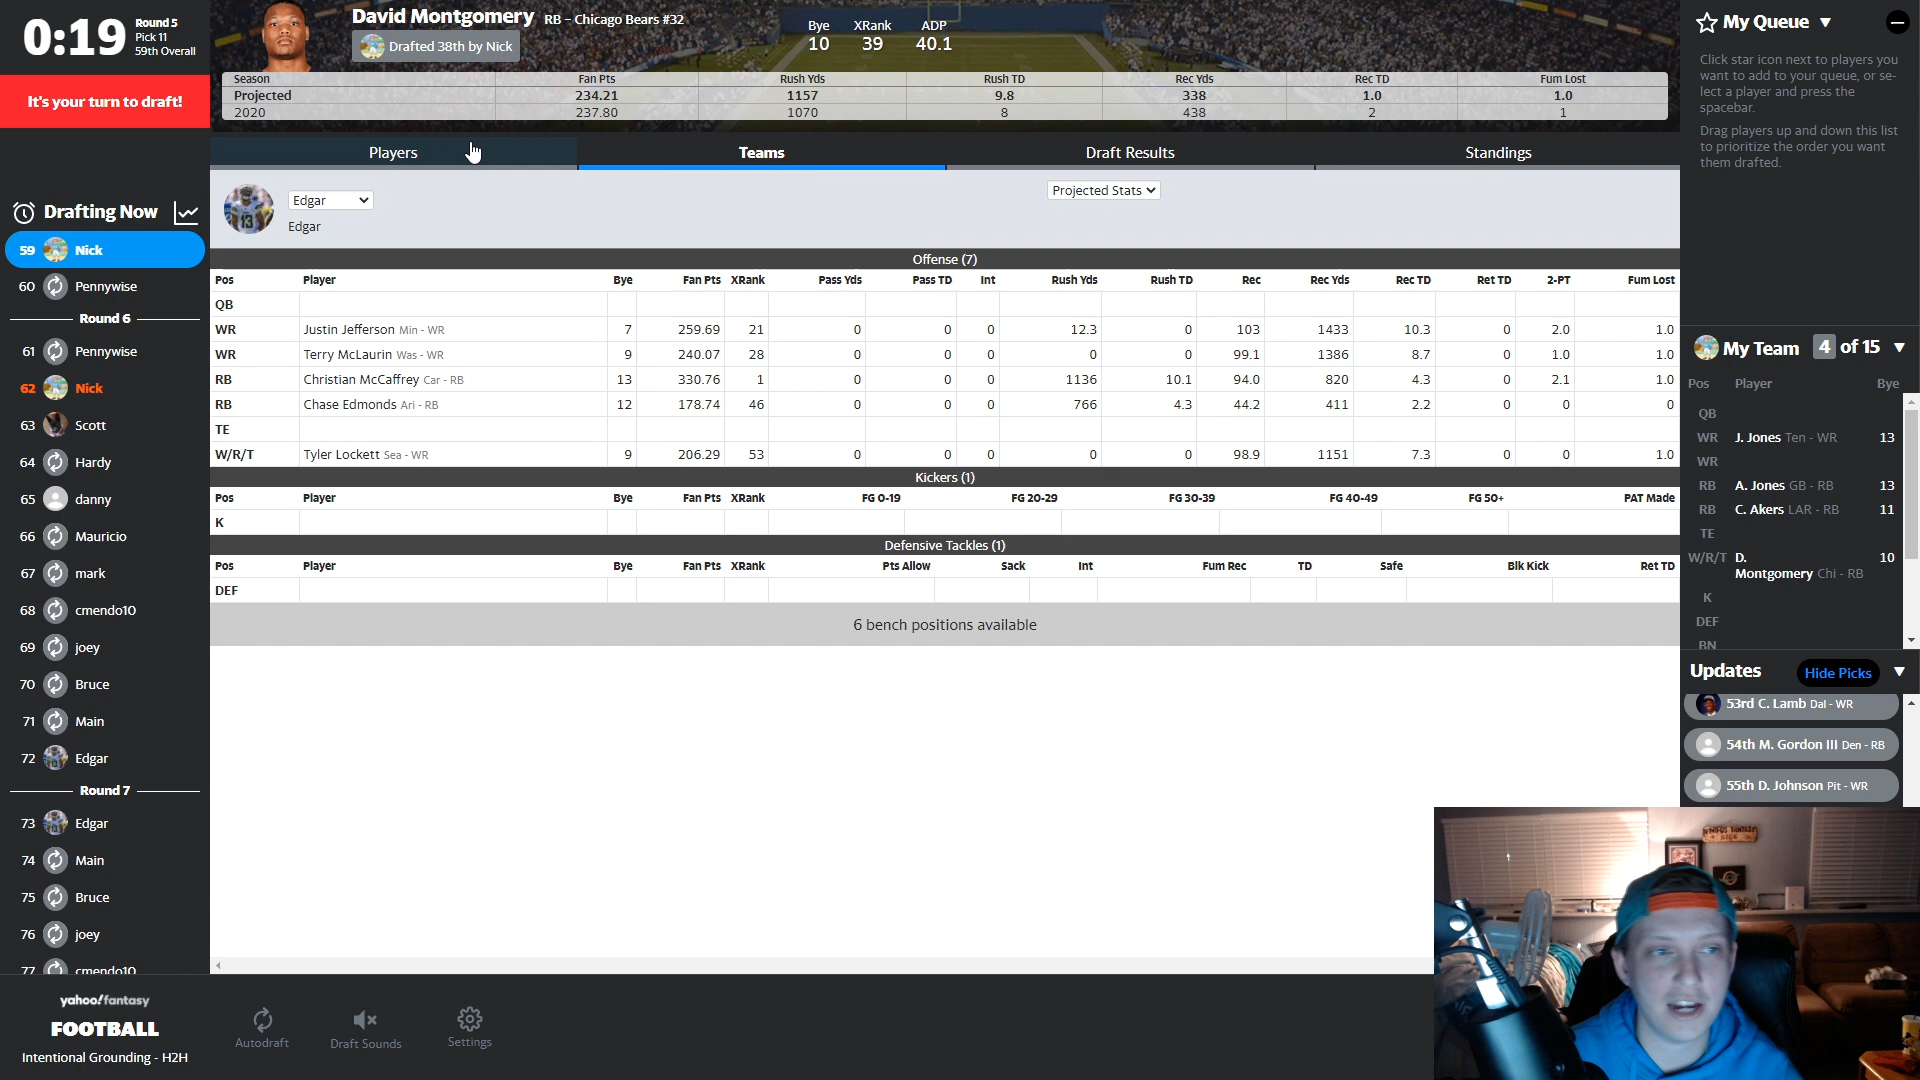 0:19
Round 5
Pick 11
59th Overall
It's your turn to draft!
David Montgomery RB - Chicago Bears #32
Drafted 38th by Nick
Bye XRank ADP
10 39 40.1
Season Fan Pts Rush Yds Rush TD Rec Yds Rec TD Fum Lost
Projected 234.21 1157 9.8 338 1.0 1.0
2020 237.80 1070 8 438 2 1
Players Teams Draft Results Standings
Edgar
Edgar
Projected Stats
Offense (7)
Pos Player Bye Fan Pts XRank Pass Yds Pass TD Int Rush Yds Rush TD Rec Rec Yds Rec TD Ret TD 2-PT Fum Lost
QB
WR Justin Jefferson Min - WR 7 259.69 21 0 0 0 12.3 0 103 1433 10.3 0 2.0 1.0
WR Terry McLaurin Was - WR 9 240.07 28 0 0 0 0 0 99.1 1386 8.7 0 1.0 1.0
RB Christian McCaffrey Car - RB 13 330.76 1 0 0 0 1136 10.1 94.0 820 4.3 0 2.1 1.0
RB Chase Edmonds Ari - RB 12 178.74 46 0 0 0 766 4.3 44.2 411 2.2 0 0 0
TE
W/R/T Tyler Lockett Sea - WR 9 206.29 53 0 0 0 0 0 98.9 1151 7.3 0 0 1.0
Kickers (1)
Pos Player Bye Fan Pts XRank FG 0-19 FG 20-29 FG 30-39 FG 40-49 FG 50+ PAT Made
K
Defensive Tackles (1)
Pos Player Bye Fan Pts XRank Pts Allow Sack Int Fum Rec TD Safe Blk Kick Ret TD
DEF
6 bench positions available
Drafting Now
59 Nick
60 Pennywise
Round 6
61 Pennywise
62 Nick
63 Scott
64 Hardy
65 danny
66 Mauricio
67 mark
68 cmendo10
69 joey
70 Bruce
71 Main
72 Edgar
Round 7
73 Edgar
74 Main
75 Bruce
76 joey
77 cmendo10
yahoo!fantasy
FOOTBALL
Intentional Grounding - H2H
Autodraft
Draft Sounds
Settings
My Queue
Click star icon next to players you
want to add to your queue, or se-
lect a player and press the
spacebar.
Drag players up and down this list
to prioritize the order you want
them drafted.
My Team 4 of 15
Pos Player Bye
QB
WR J. Jones Ten - WR 13
WR
RB A. Jones GB - RB 13
RB C. Akers LAR - RB 11
TE
W/R/T D. 10
Montgomery Chi - RB
K
DEF
BN
Updates Hide Picks
53rd C. Lamb Dal - WR
54th M. Gordon III Den - RB
55th D. Johnson Pit - WR